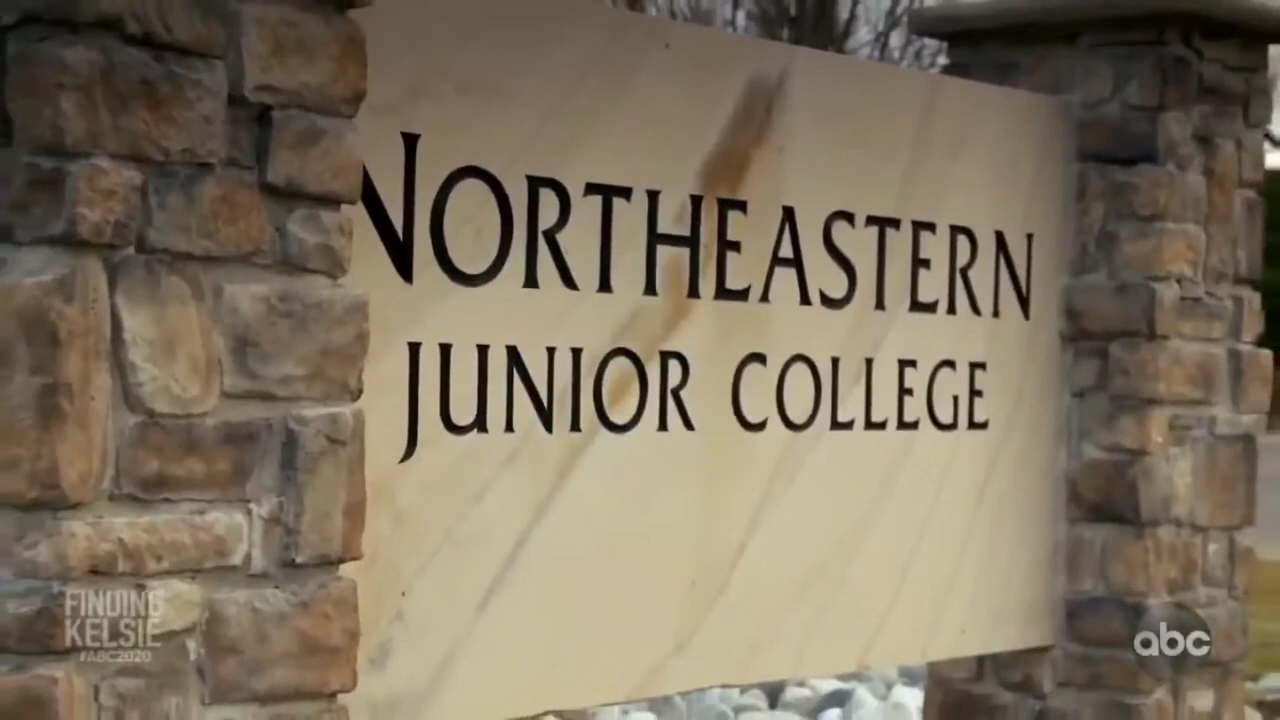 NORTHEASTERN
JUNIOR COLLEGE
FINDING
KELSIE
#ABC2020
abc